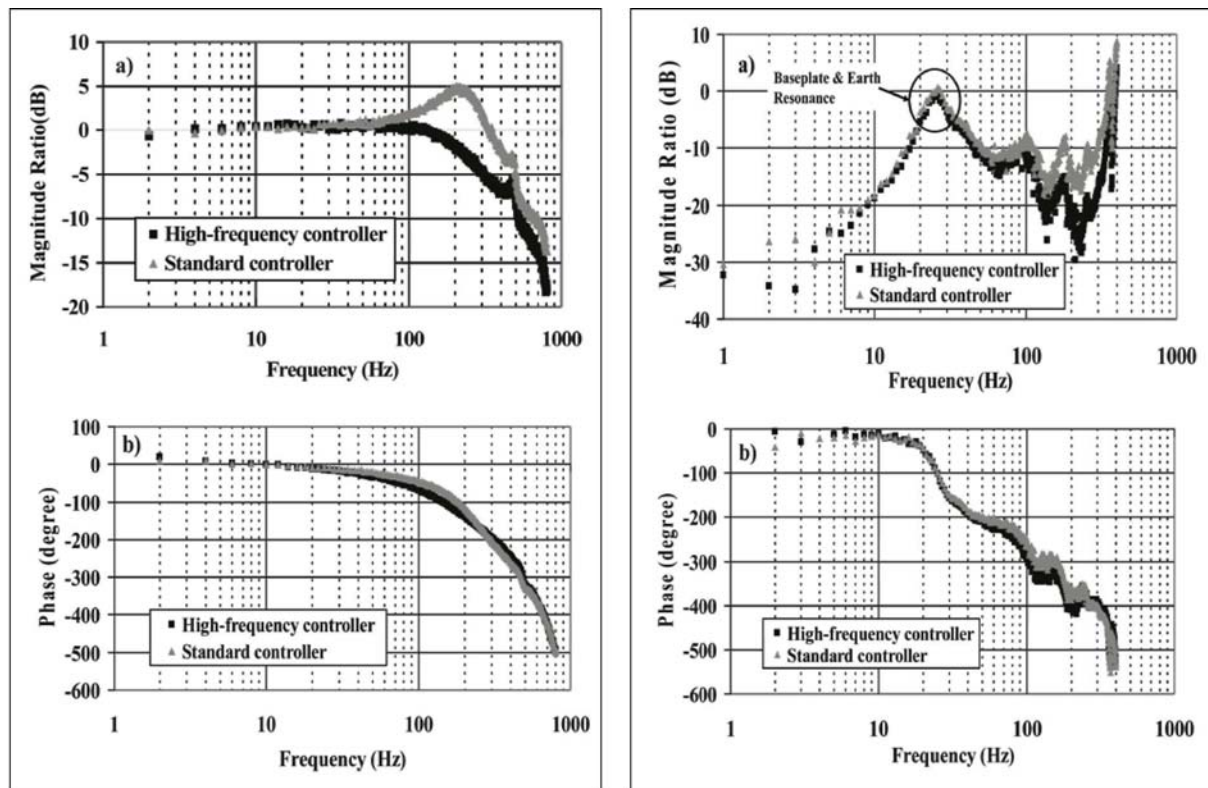 10
5
0
-5
-10
-15
-20
Magnitude Ratio(dB)
a)
High-frequency controller
Standard controller
1 10 100 1000
Frequency (Hz)
100
0
-100
-200
-300
-400
-500
-600
Phase (degree)
b)
High-frequency controller
Standard controller
1 10 100 1000
Frequency (Hz)
10
0
-10
-20
-30
-40
Magnitude Ratio (dB)
a)
Baseplate & Earth
Resonance
High-frequency controller
Standard controller
1 10 100 1000
Frequency (Hz)
0
-100
-200
-300
-400
-500
-600
Phase (degree)
b)
High-frequency controller
Standard controller
1 10 100 1000
Frequency (Hz)